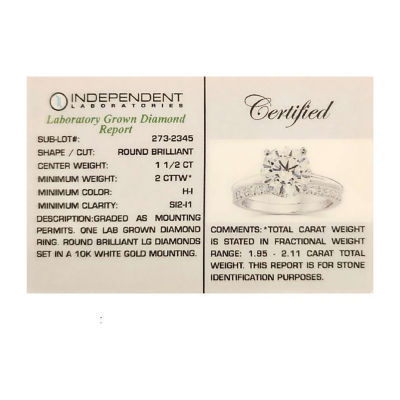 INDEPENDENT
LABORATORIES
Laboratory Grown Diamond
Report
SUB-LOT#: 273-2345
SHAPE / CUT: ROUND BRILLIANT
CENTER WEIGHT: 1 1/2 CT
MINIMUM WEIGHT: 2 CTTW*
MINIMUM COLOR: H-I
MINIMUM CLARITY: SI2-I1
DESCRIPTION:GRADED AS MOUNTING
PERMITS. ONE LAB GROWN DIAMOND
RING. ROUND BRILLIANT LG DIAMONDS
SET IN A 10K WHITE GOLD MOUNTING.
Certified
COMMENTS:*TOTAL CARAT WEIGHT
IS STATED IN FRACTIONAL WEIGHT
RANGE: 1.95 - 2.11 CARAT TOTAL
WEIGHT. THIS REPORT IS FOR STONE
IDENTIFICATION PURPOSES.
: